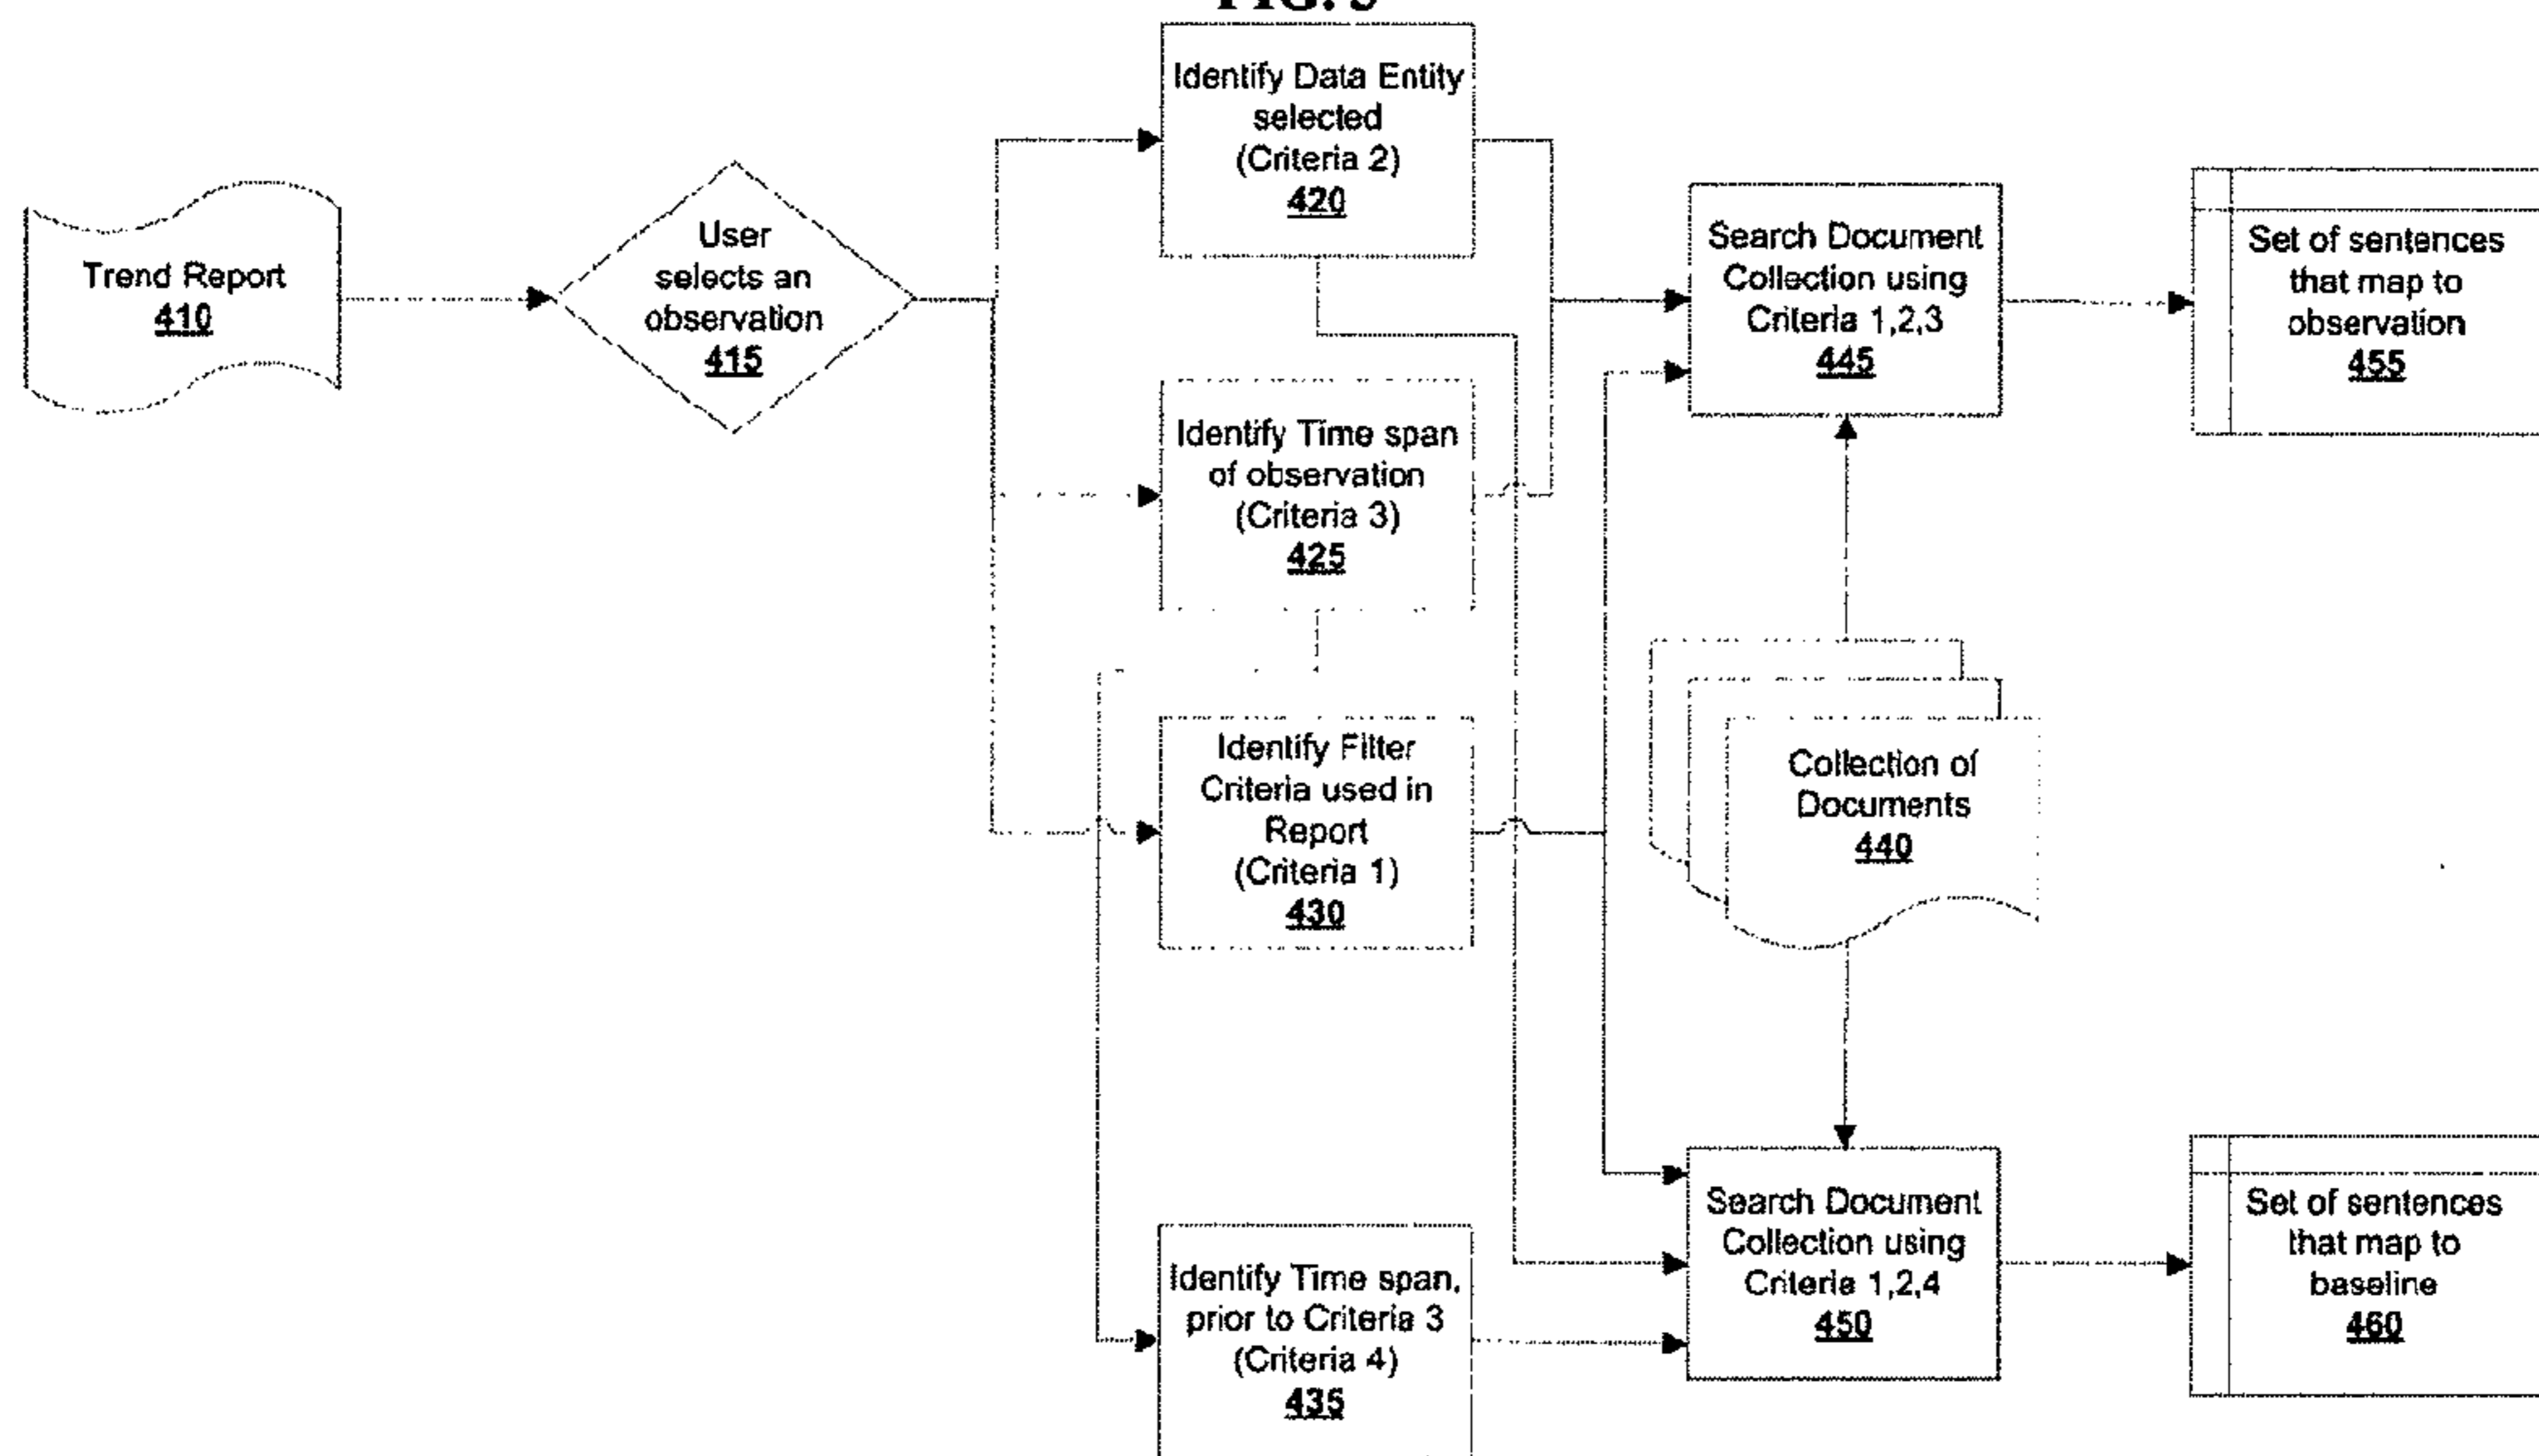 FIG. 5
Trend Report
410
User
selects an
observation
415
Identify Data Entity
selected
(Criteria 2)
420
Identify Time span
of observation
(Criteria 3)
425
Identify Filter
Criteria used in
Report
(Criteria 1)
430
Identify Time span,
prior to Criteria 3
(Criteria 4)
435
Search Document
Collection using
Criteria 1,2,3
445
Collection of
Documents
440
Search Document
Collection using
Criteria 1,2,4
450
Set of sentences
that map to
observation
455
Set of sentences
that map to
baseline
460